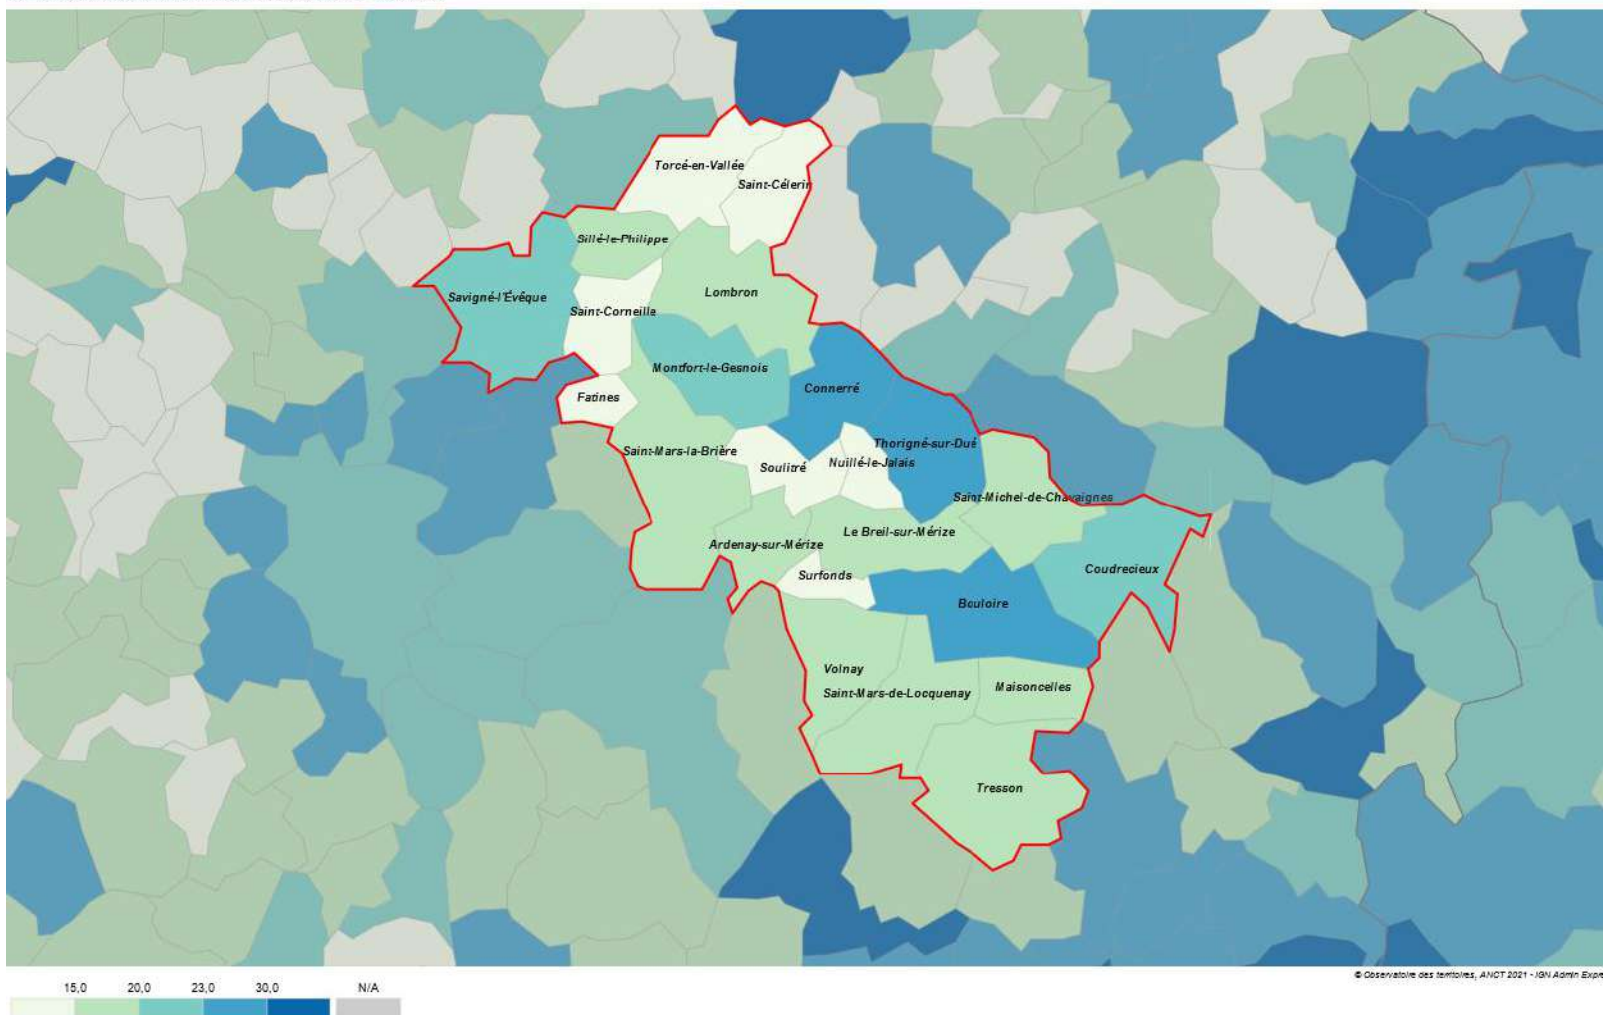 Torcé-en-Vallée
Saint-Célerin
Sillé-le-Philippe
Savigné-l'Évêque
Saint-Corneille
Lombron
Montfort-le-Gesnois
Connerré
Fatines
Saint-Mars-la-Brière
Soulitré
Nuillé-le-Jalais
Thorigné-sur-Dué
Saint-Michel-de-Chavaignes
Le Breil-sur-Mérize
Ardenay-sur-Mérize
Surfonds
Coudrecieux
Bouloire
Volnay
Saint-Mars-de-Locquenay
Maisoncelles
Tresson
© Observatoire des territoires, ANCT 2021 - IGN Admin Expre
15,0 20,0 23,0 30,0 N/A